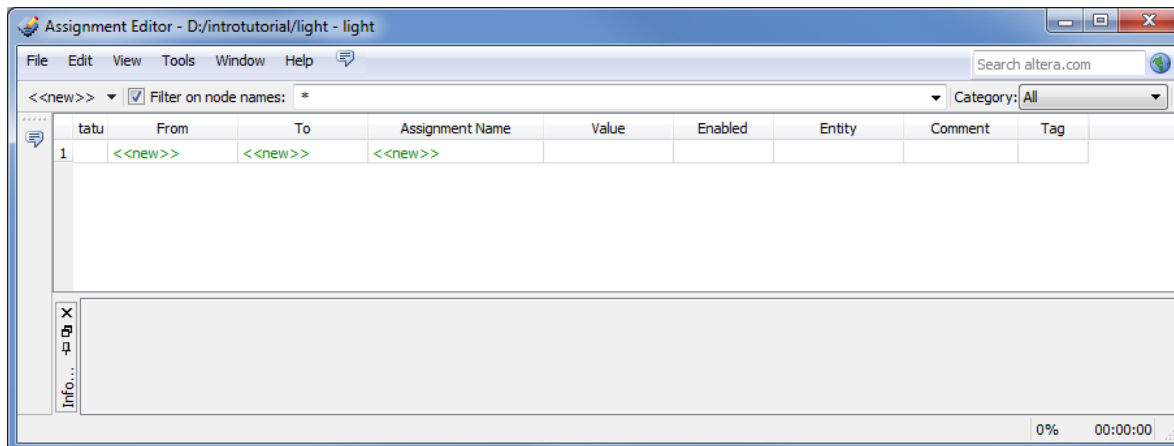 Assignment Editor - D:/introtutorial/light - light
File Edit View Tools Window Help Search altera.com
<<new>> Filter on node names: * Category: All
tatu From To Assignment Name Value Enabled Entity Comment Tag
1 <<new>> <<new>> <<new>>
Info...
0% 00:00:00